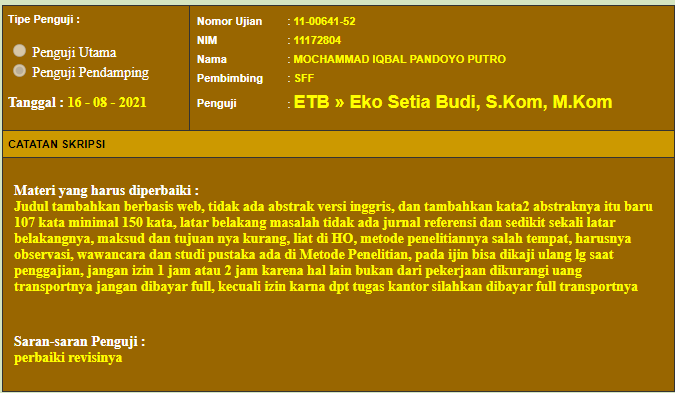 Tipe Penguji :
Penguji Utama
Penguji Pendamping
Tanggal : 16 - 08 - 2021
Nomor Ujian : 11-00641-52
NIM : 11172804
Nama : MOCHAMMAD IQBAL PANDOYO PUTRO
Pembimbing : SFF
Penguji : ETB » Eko Setia Budi, S.Kom, M.Kom
CATATAN SKRIPSI
Materi yang harus diperbaiki :
Judul tambahkan berbasis web, tidak ada abstrak versi inggris, dan tambahkan kata2 abstraknya itu baru
107 kata minimal 150 kata, latar belakang masalah tidak ada jurnal referensi dan sedikit sekali latar
belakangnya, maksud dan tujuan nya kurang, liat di HO, metode penelitiannya salah tempat, harusnya
observasi, wawancara dan studi pustaka ada di Metode Penelitian, pada ijin bisa dikaji ulang lg saat
penggajian, jangan izin 1 jam atau 2 jam karena hal lain bukan dari pekerjaan dikurangi uang
transportnya jangan dibayar full, kecuali izin karna dpt tugas kantor silahkan dibayar full transportnya
Saran-saran Penguji :
perbaiki revisinya